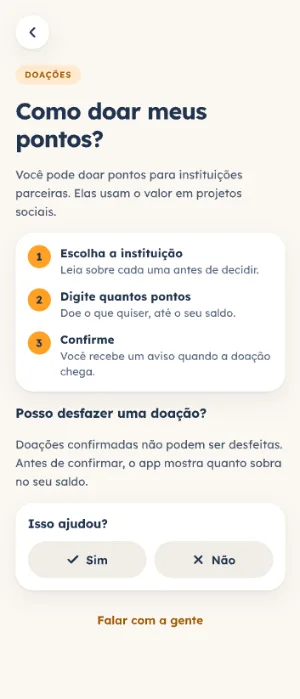 DOAÇÕES
Como doar meus
pontos?
Você pode doar pontos para instituições
parceiras. Elas usam o valor em projetos
sociais.
1 Escolha a instituição
Leia sobre cada uma antes de decidir.
2 Digite quantos pontos
Doe o que quiser, até o seu saldo.
3 Confirme
Você recebe um aviso quando a doação
chega.
Posso desfazer uma doação?
Doações confirmadas não podem ser desfeitas.
Antes de confirmar, o app mostra quanto sobra
no seu saldo.
Isso ajudou?
Sim Não
Falar com a gente